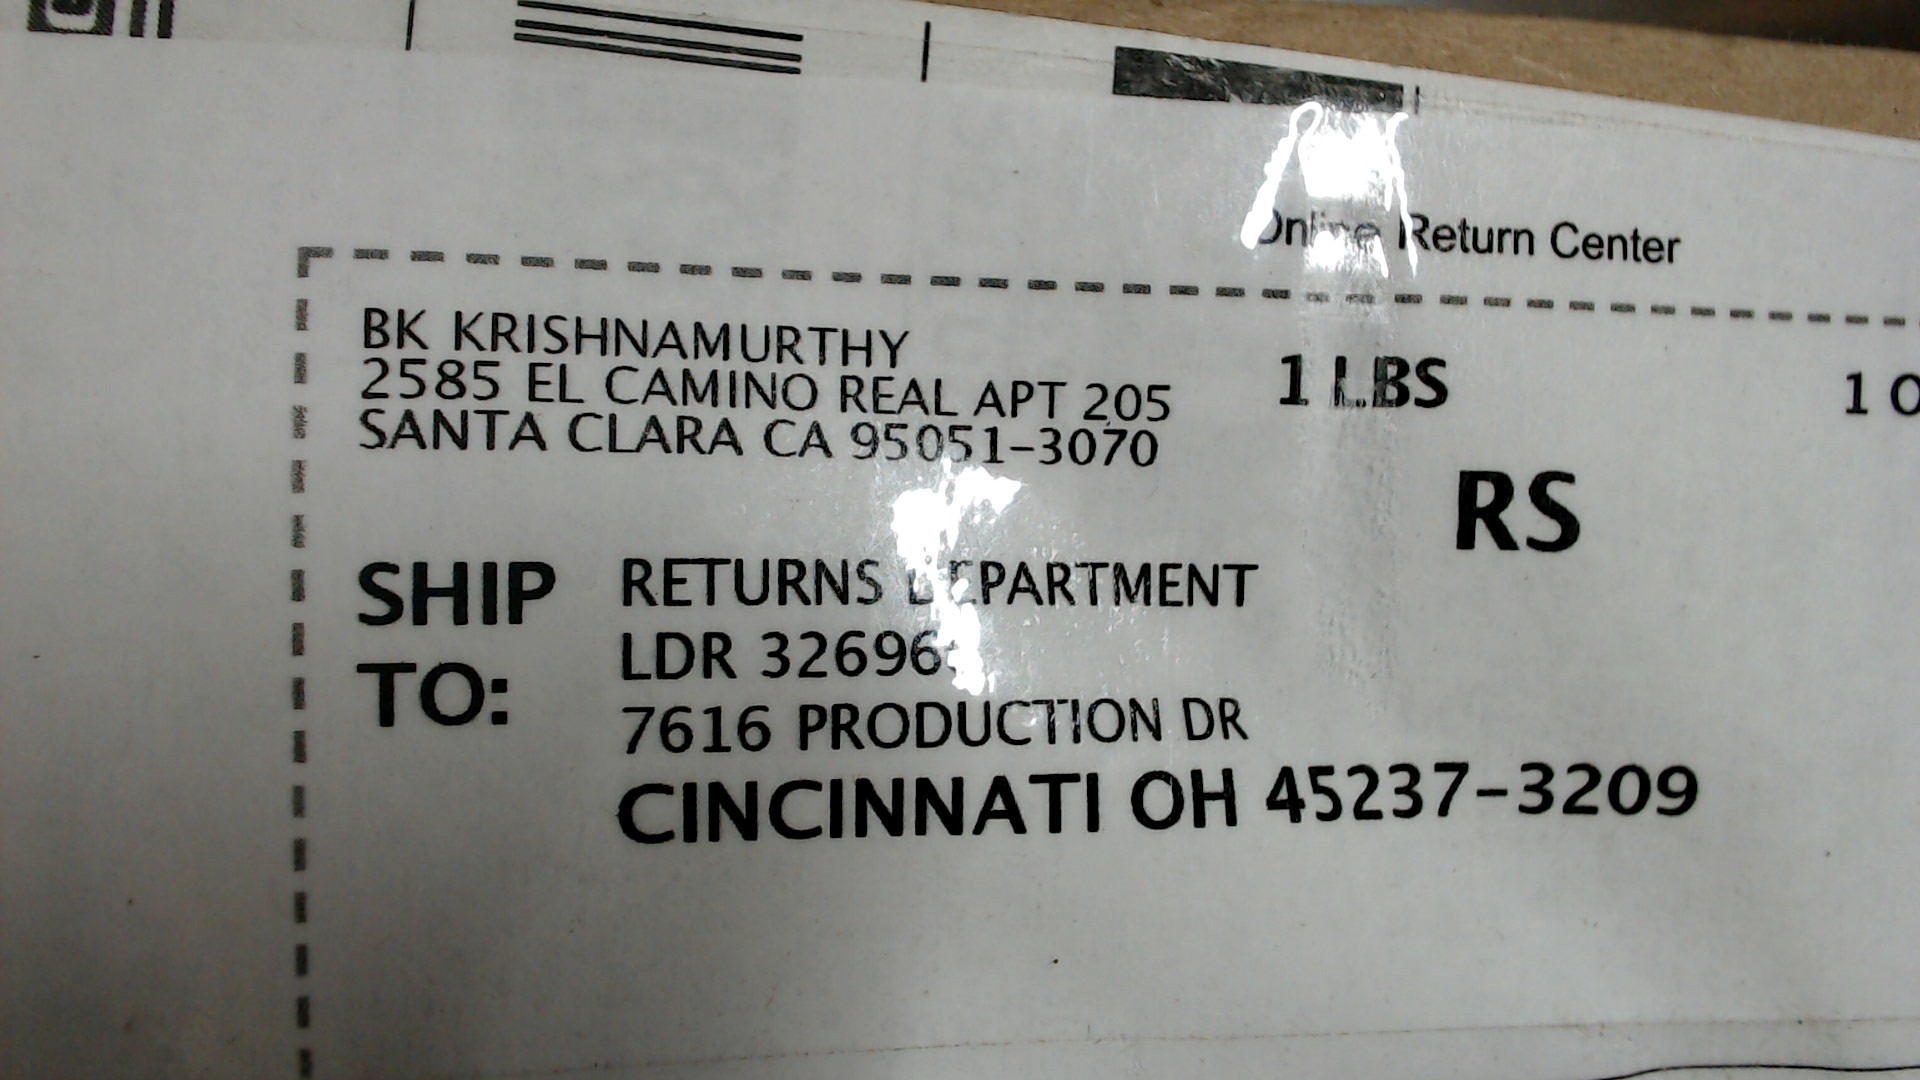 Online Return Center
BK KRISHNAMURTHY
2585 EL CAMINO REAL APT 205
SANTA CLARA CA 95051-3070
1 LBS
RS
SHIP TO:
RETURNS DEPARTMENT
LDR
7616 PRODUCTION DR
CINCINNATI OH 45237-3209